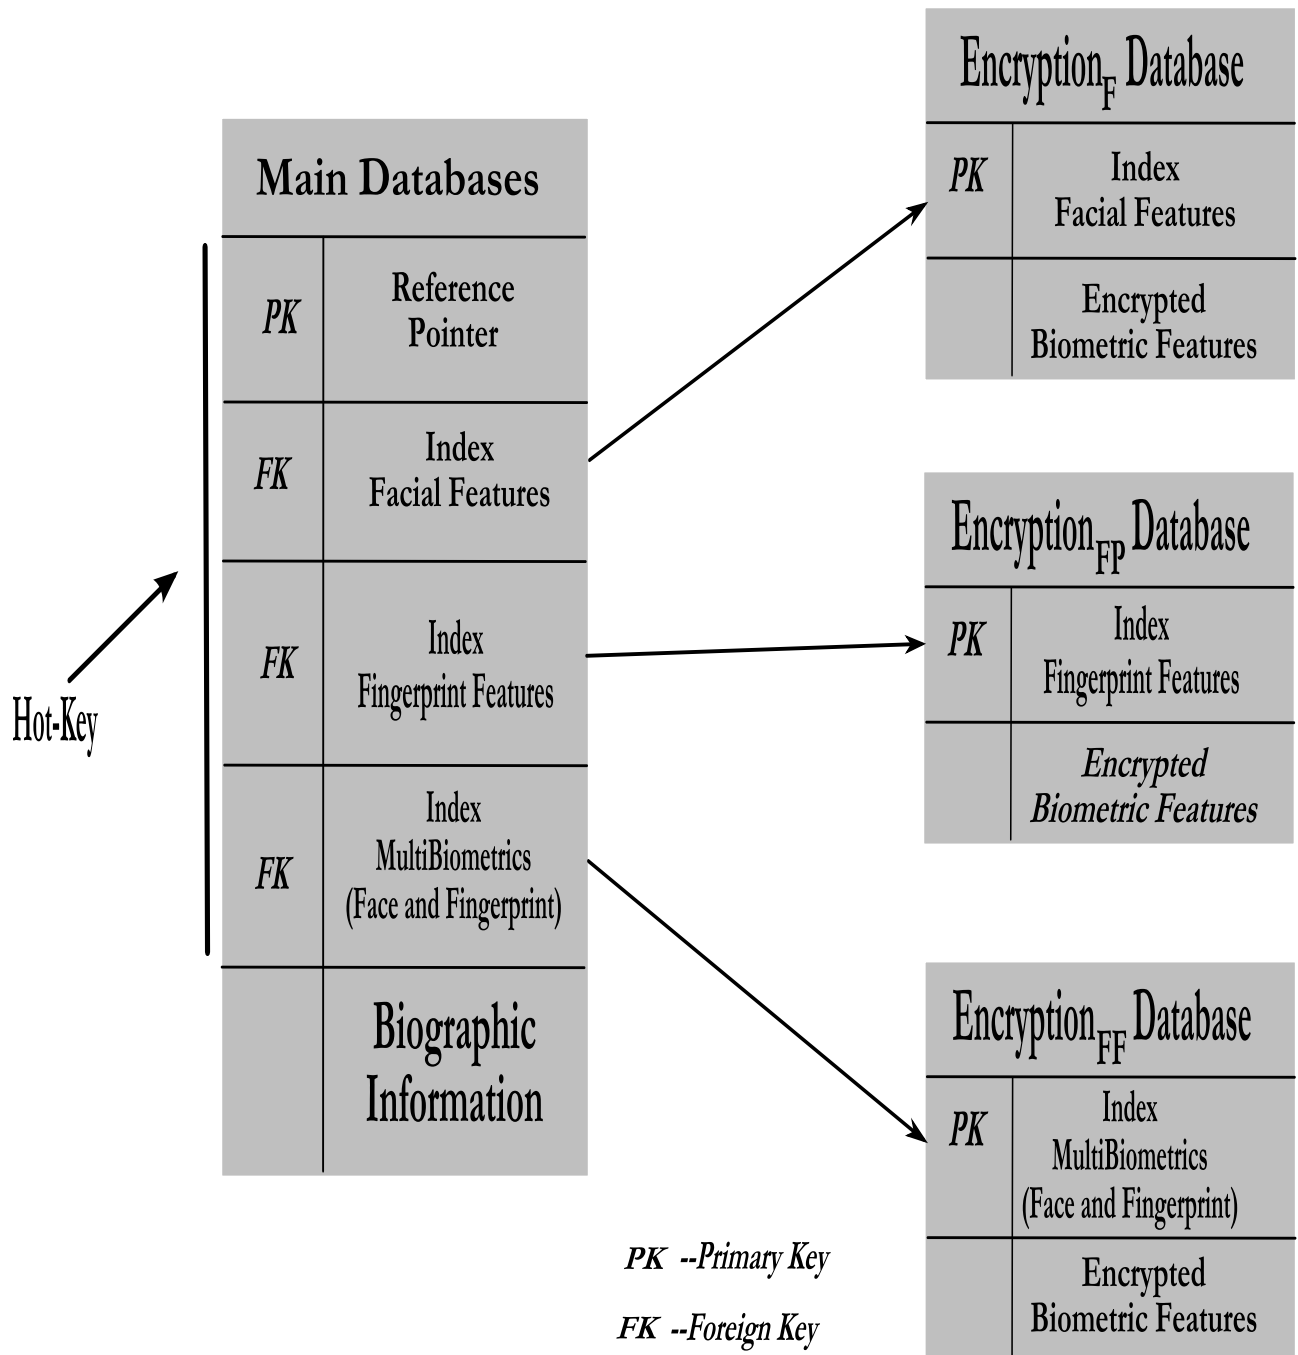 Main Databases
PK
Reference
Pointer
FK
Index
Facial Features
FK
Index
Fingerprint Features
FK
Index
MultiBiometrics
(Face and Fingerprint)
Biographic
Information
Hot-Key
EncryptionF Database
PK
Index
Facial Features
Encrypted
Biometric Features
EncryptionFP Database
PK
Index
Fingerprint Features
Encrypted
Biometric Features
EncryptionFF Database
PK
Index
MultiBiometrics
(Face and Fingerprint)
Encrypted
Biometric Features
PK --Primary Key
FK --Foreign Key